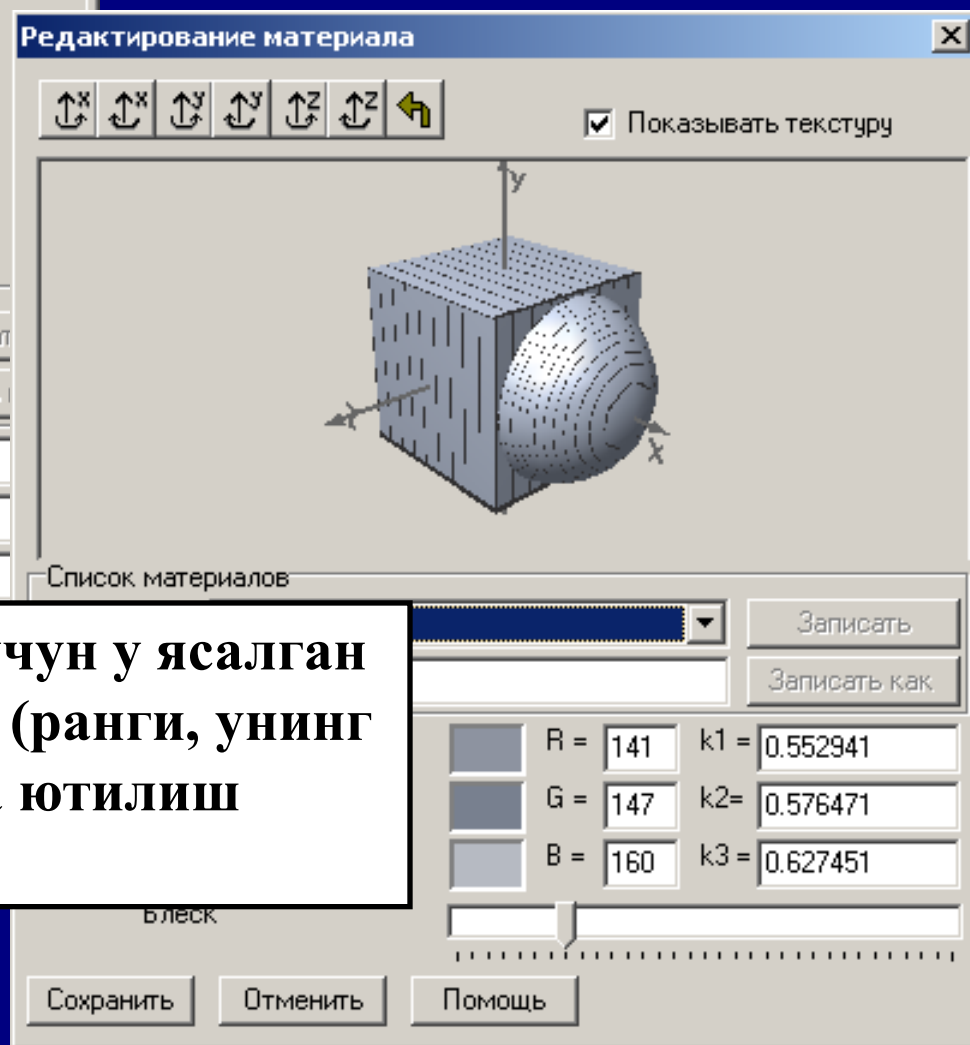 Редактирование материала
x x y y z z
Показывать текстуру
y
x
Список материалов
Записать
Записать как
учун у ясалган
(ранги, унинг
ютилиш
R = 141 k1 = 0.552941
G = 147 k2= 0.576471
B = 160 k3 = 0.627451
Блеск
Сохранить Отменить Помощь